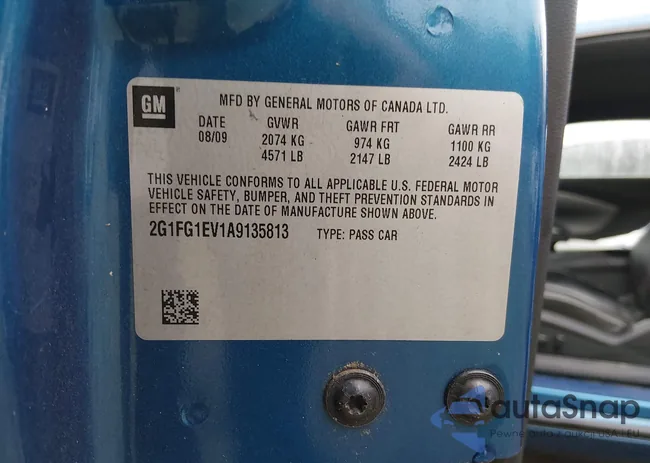 GM
MFD BY GENERAL MOTORS OF CANADA LTD.
DATE GVWR GAWR FRT GAWR RR
08/09 2074 KG 974 KG 1100 KG
4571 LB 2147 LB 2424 LB
THIS VEHICLE CONFORMS TO ALL APPLICABLE U.S. FEDERAL MOTOR
VEHICLE SAFETY, BUMPER, AND THEFT PREVENTION STANDARDS IN
EFFECT ON THE DATE OF MANUFACTURE SHOWN ABOVE.
2G1FG1EV1A9135813 TYPE: PASS CAR
autoSnap
Pewne auta z